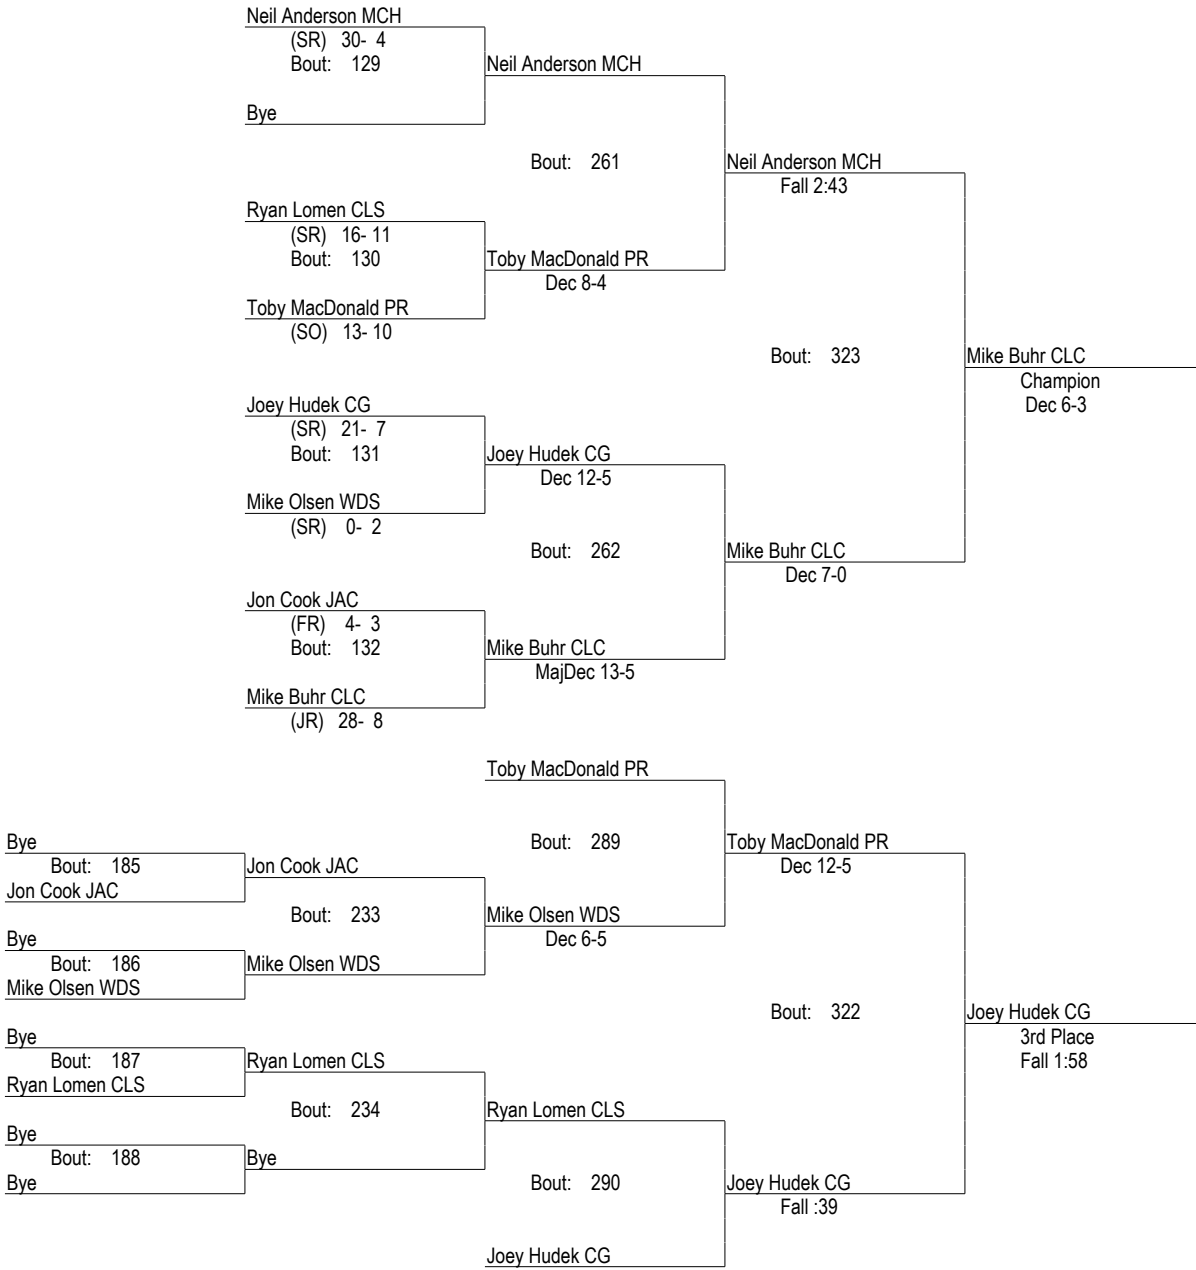 Neil Anderson MCH
(SR) 30- 4
Bout: 129
Neil Anderson MCH
Bye
Bout: 261
Neil Anderson MCH
Fall 2:43
Ryan Lomen CLS
(SR) 16- 11
Bout: 130
Toby MacDonald PR
Dec 8-4
Toby MacDonald PR
(SO) 13- 10
Bout: 323
Mike Buhr CLC
Champion
Dec 6-3
Joey Hudek CG
(SR) 21- 7
Bout: 131
Joey Hudek CG
Dec 12-5
Mike Olsen WDS
(SR) 0- 2
Bout: 262
Mike Buhr CLC
Dec 7-0
Jon Cook JAC
(FR) 4- 3
Bout: 132
Mike Buhr CLC
MajDec 13-5
Mike Buhr CLC
(JR) 28- 8
Toby MacDonald PR
Bout: 289
Toby MacDonald PR
Dec 12-5
Bye
Bout: 185
Jon Cook JAC
Jon Cook JAC
Bout: 233
Mike Olsen WDS
Dec 6-5
Bye
Bout: 186
Mike Olsen WDS
Mike Olsen WDS
Bout: 322
Joey Hudek CG
3rd Place
Fall 1:58
Bye
Bout: 187
Ryan Lomen CLS
Ryan Lomen CLS
Bout: 234
Ryan Lomen CLS
Bye
Bout: 188
Bye
Bye
Bout: 290
Joey Hudek CG
Fall :39
Joey Hudek CG